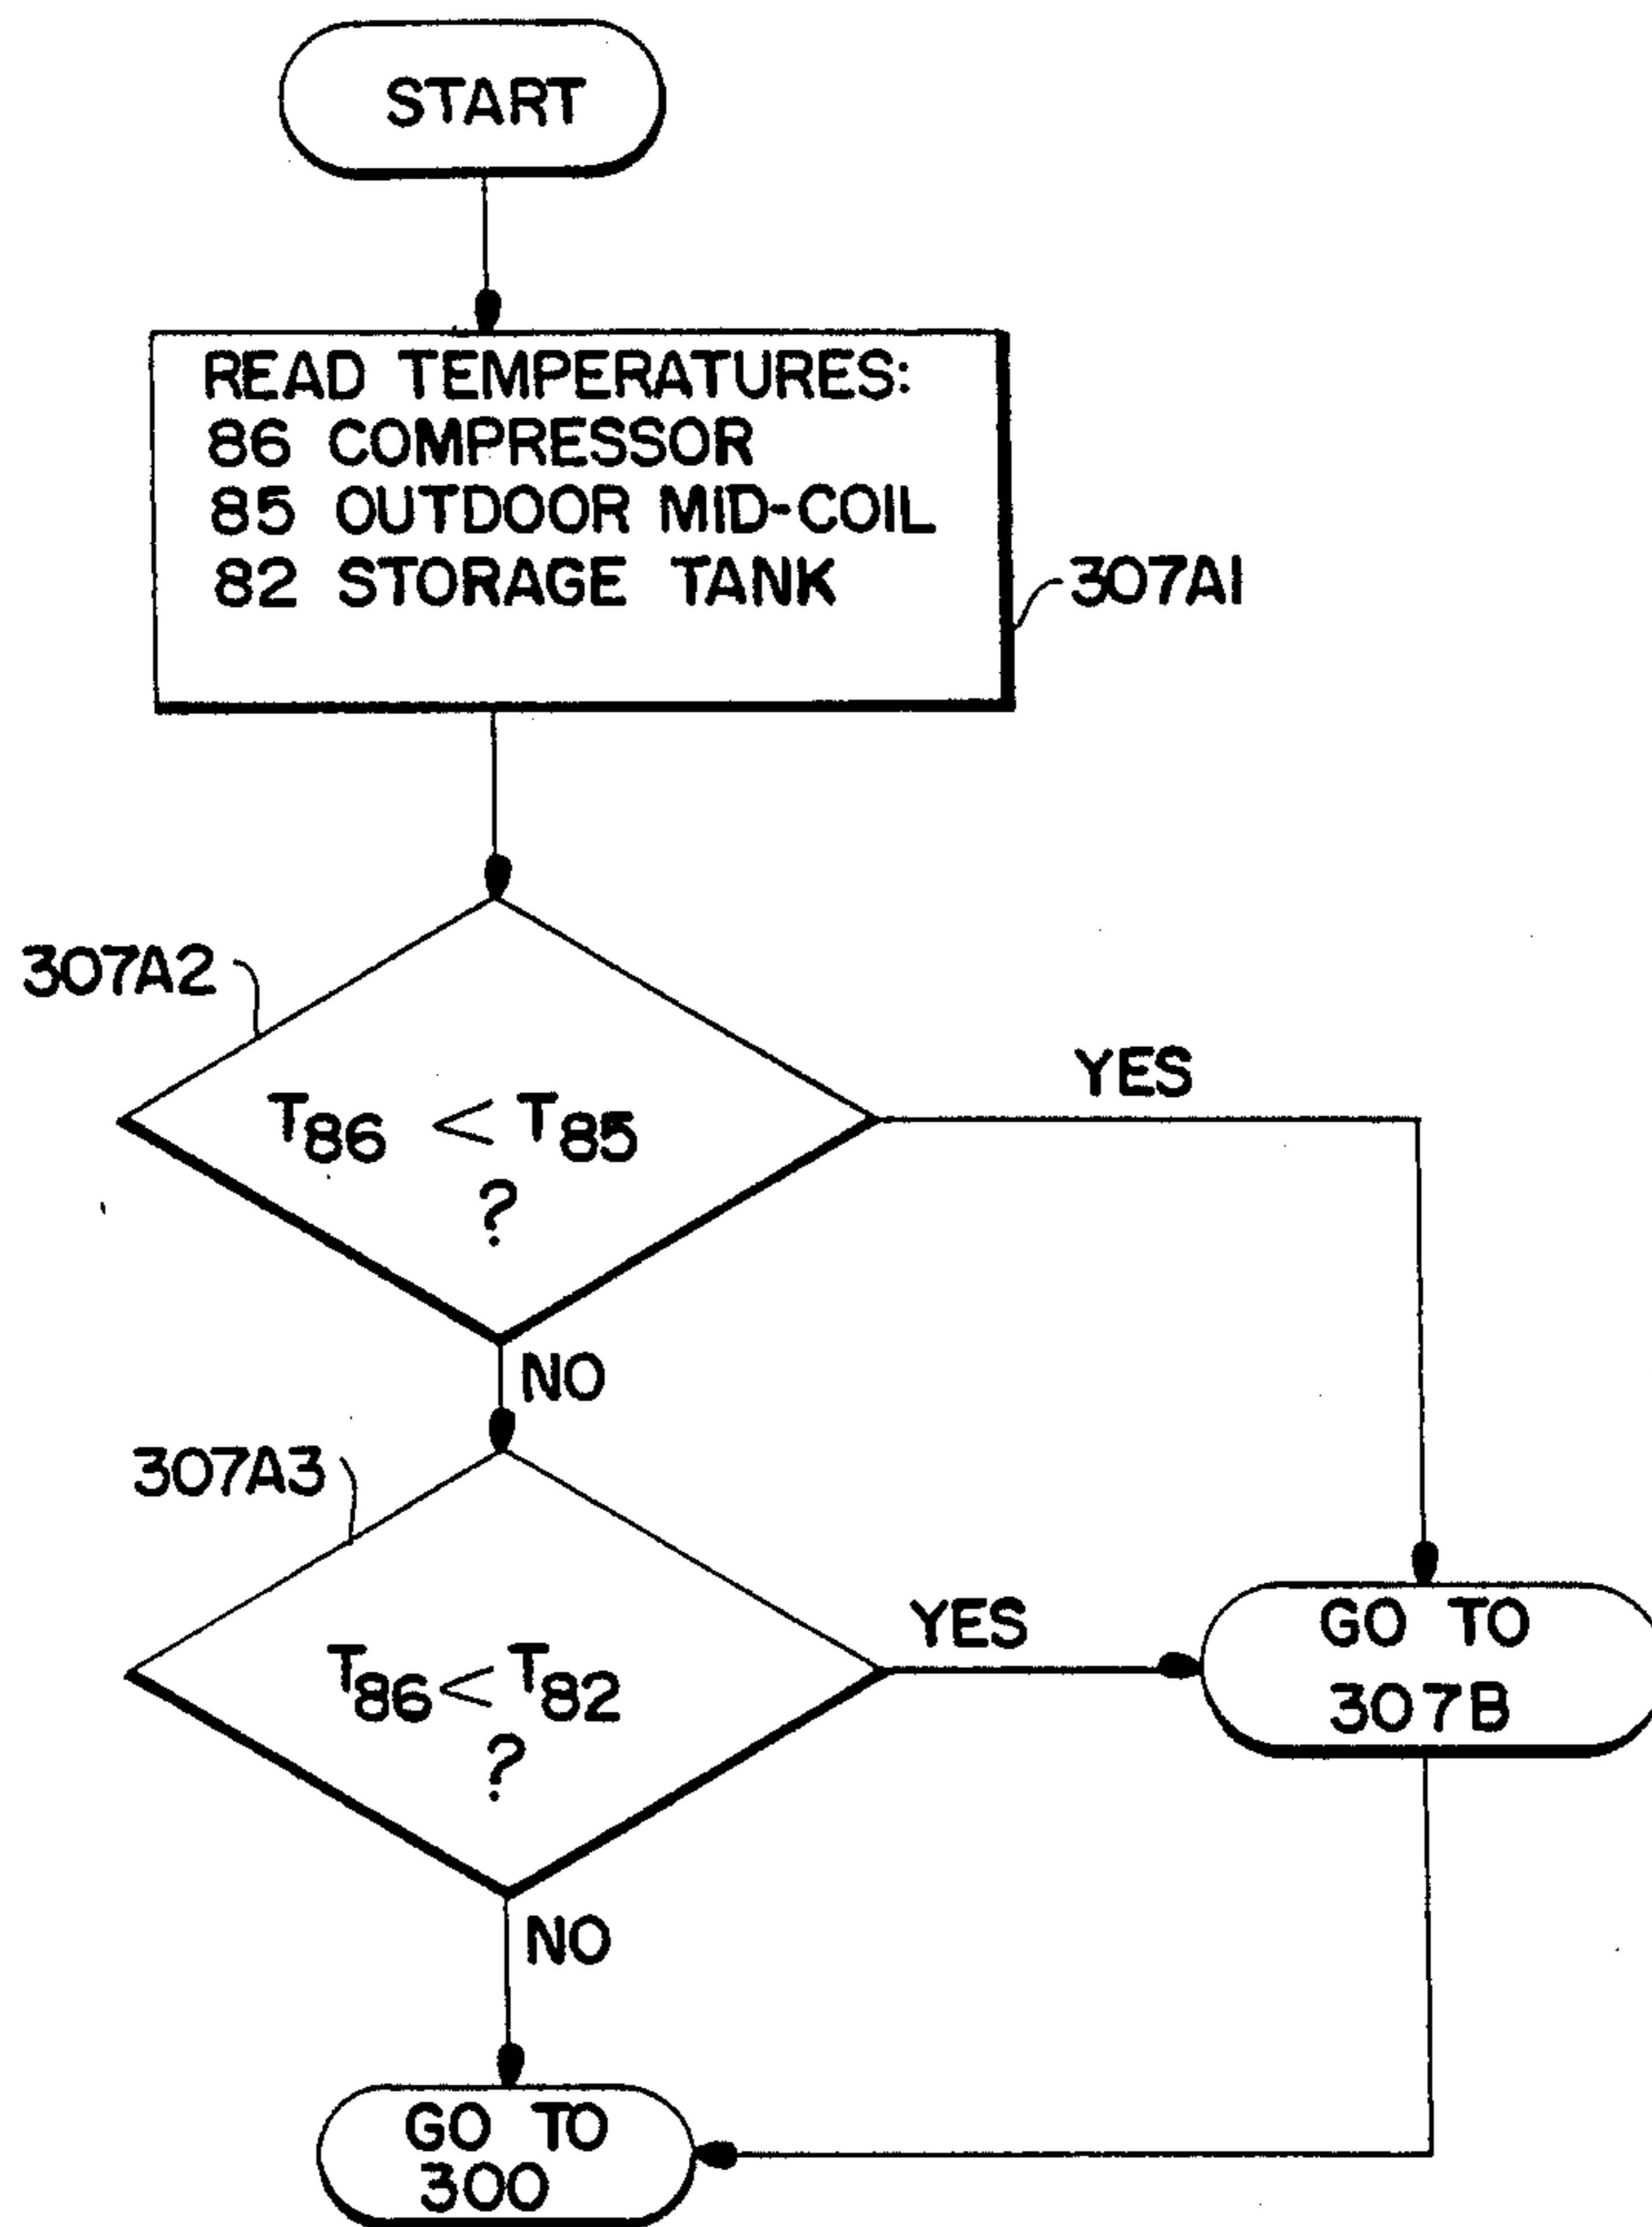 START
READ TEMPERATURES:
86 COMPRESSOR
85 OUTDOOR MID-COIL
82 STORAGE TANK
307A1
307A2
T86 < T85
?
YES
NO
307A3
T86 < T82
?
YES
GO TO
307B
NO
GO TO
300